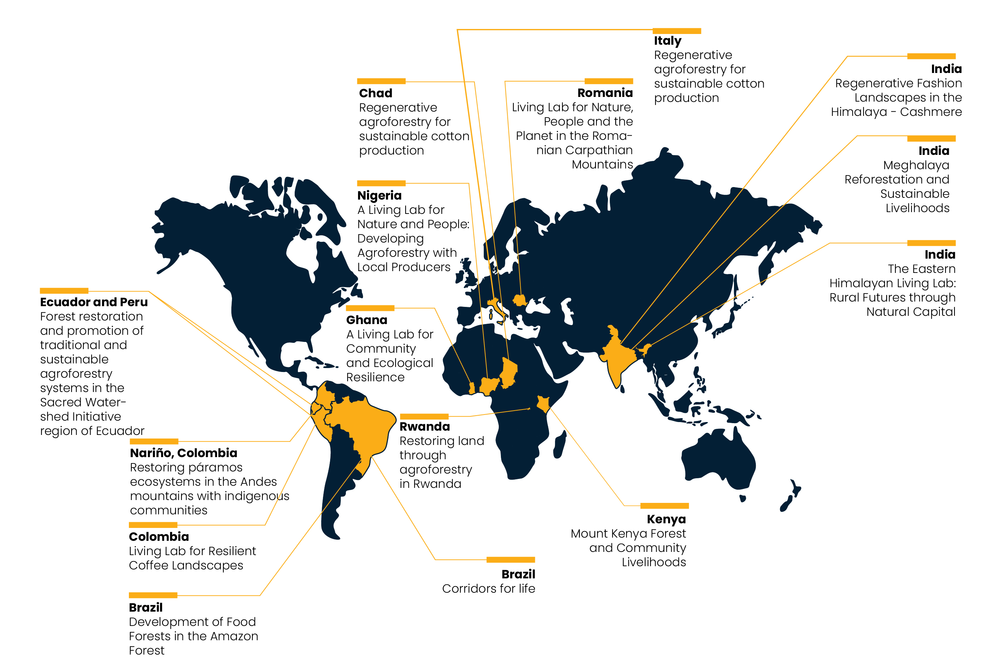 Italy
Regenerative
agroforestry for
sustainable cotton
production
India
Regenerative Fashion
Landscapes in the
Himalaya - Cashmere
Chad
Regenerative
agroforestry for
sustainable cotton
production
Romania
Living Lab for Nature,
People and the
Planet in the Roma-
nian Carpathian
Mountains
India
Meghalaya
Reforestation and
Sustainable
Livelihoods
Nigeria
A Living Lab for
Nature and People:
Developing
Agroforestry with
Local Producers
India
The Eastern
Himalayan Living Lab:
Rural Futures through
Natural Capital
Ecuador and Peru
Forest restoration
and promotion of
traditional and
sustainable
agroforestry
systems in the
Sacred Water-
shed Initiative
region of Ecuador
Ghana
A Living Lab for
Community
and Ecological
Resilience
Rwanda
Restoring land
through
agroforestry
in Rwanda
Nariño, Colombia
Restoring páramos
ecosystems in the Andes
mountains with indigenous
communities
Colombia
Living Lab for Resilient
Coffee Landscapes
Kenya
Mount Kenya Forest
and Community
Livelihoods
Brazil
Corridors for life
Brazil
Development of Food
Forests in the Amazon
Forest